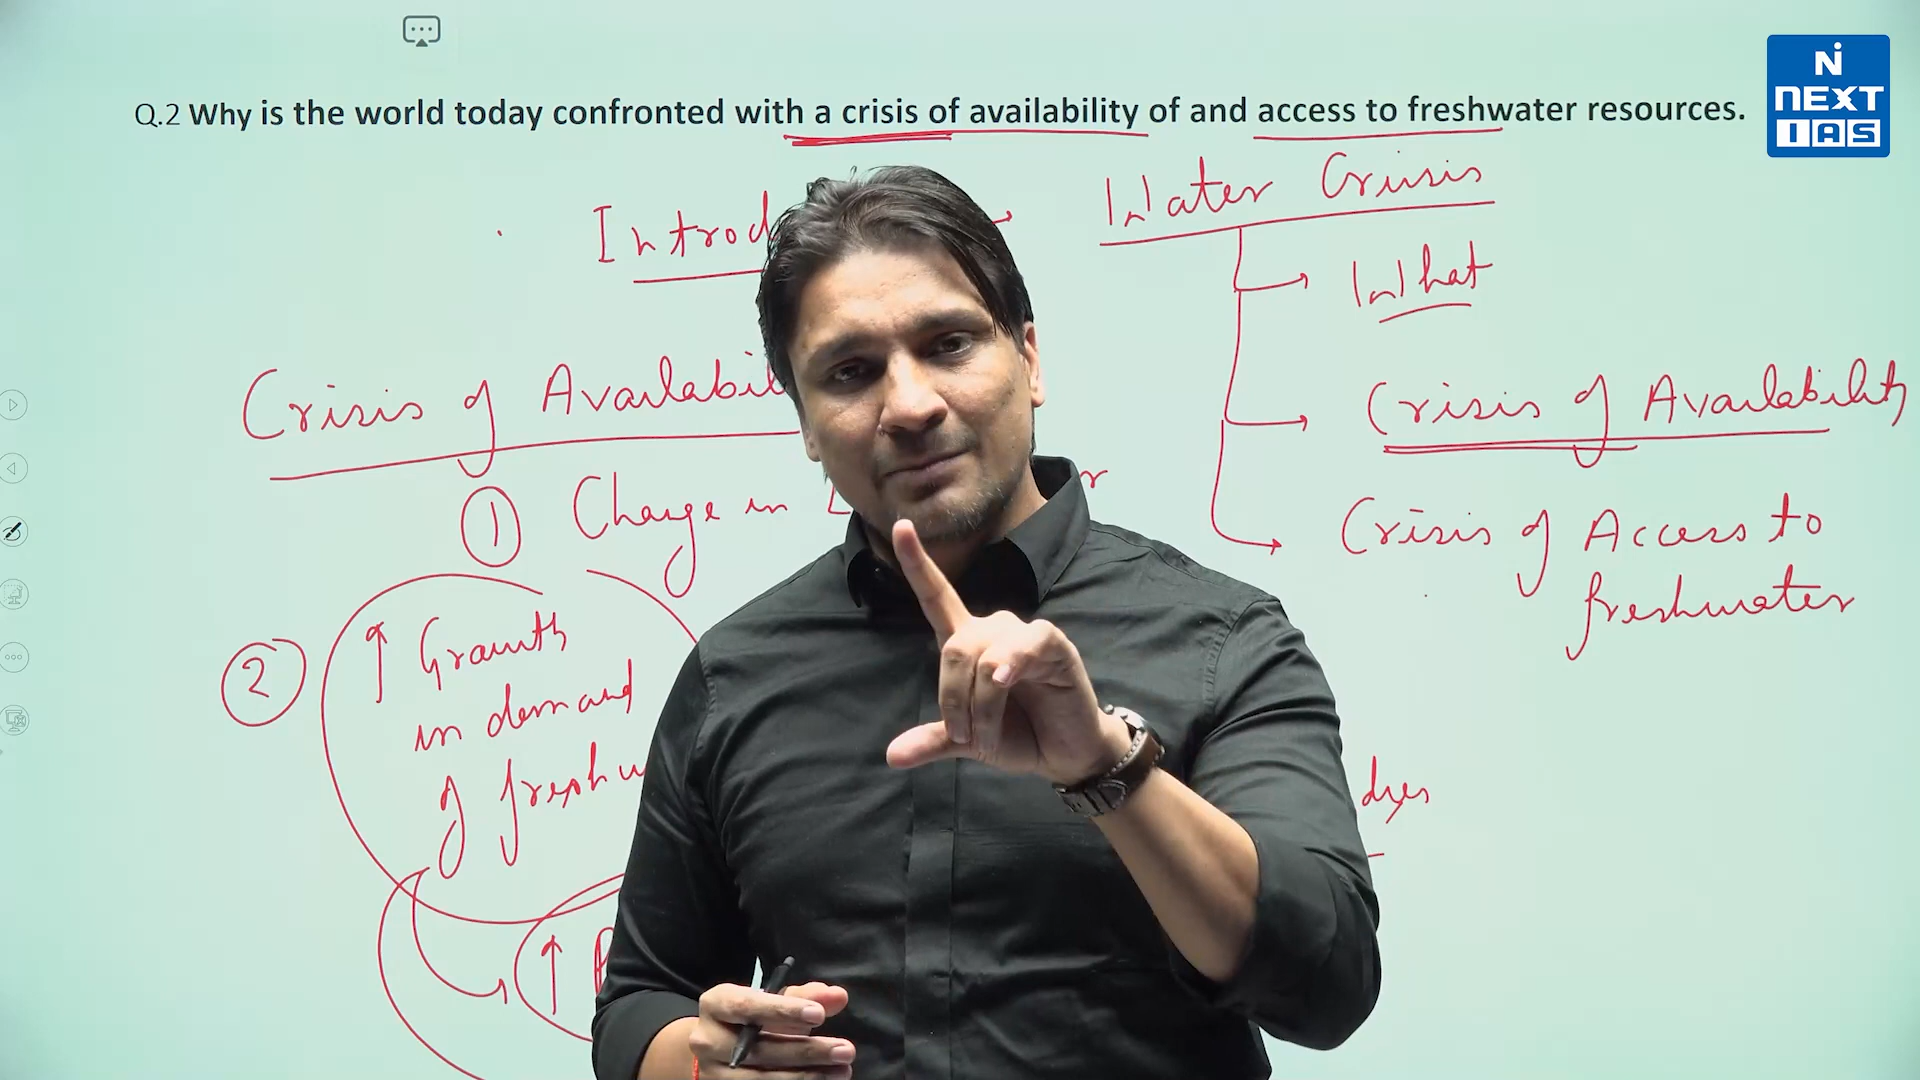 NEXT
IAS
Q.2 Why is the world today confronted with a crisis of availability of and access to freshwater resources.
Introd
Water Crisis
What
Crisis of Availabil
Crisis of Availability
① Change in
Crisis of Access to
freshwater
② ↑ Growth
in demand
of freshw
↑